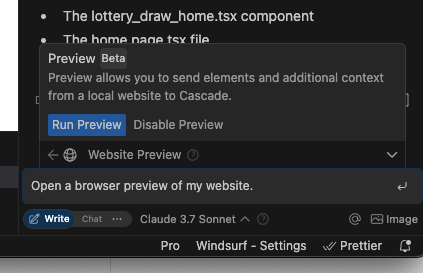 • The lottery_draw_home.tsx component
• The home page.tsx file
Preview Beta
Preview allows you to send elements and additional context
from a local website to Cascade.
Run Preview Disable Preview
Website Preview
Open a browser preview of my website.
Write Chat ... Claude 3.7 Sonnet @ Image
Pro Windsurf - Settings Prettier